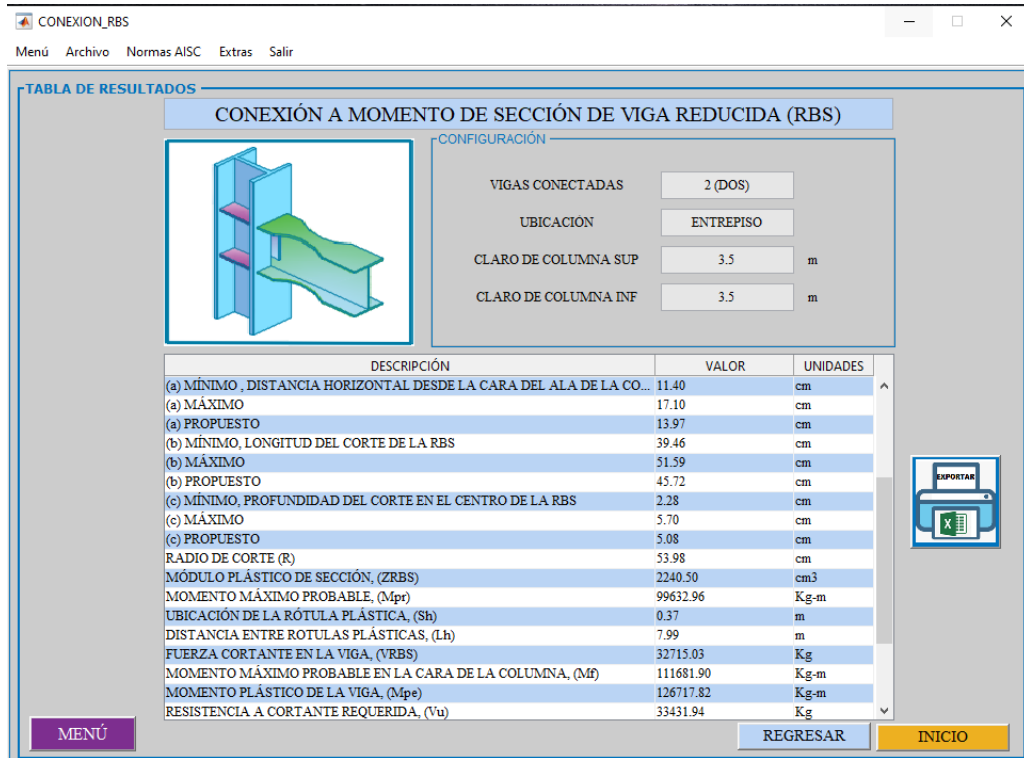 CONEXION_RBS
Menú Archivo Normas AISC Extras Salir
TABLA DE RESULTADOS
CONEXIÓN A MOMENTO DE SECCIÓN DE VIGA REDUCIDA (RBS)
CONFIGURACIÓN
VIGAS CONECTADAS 2 (DOS)
UBICACIÓN ENTREPISO
CLARO DE COLUMNA SUP 3.5 m
CLARO DE COLUMNA INF 3.5 m
DESCRIPCIÓN VALOR UNIDADES
(a) MÍNIMO , DISTANCIA HORIZONTAL DESDE LA CARA DEL ALA DE LA CO... 11.40 cm
(a) MÁXIMO 17.10 cm
(a) PROPUESTO 13.97 cm
(b) MÍNIMO, LONGITUD DEL CORTE DE LA RBS 39.46 cm
(b) MÁXIMO 51.59 cm
(b) PROPUESTO 45.72 cm
(c) MÍNIMO, PROFUNDIDAD DEL CORTE EN EL CENTRO DE LA RBS 2.28 cm
(c) MÁXIMO 5.70 cm
(c) PROPUESTO 5.08 cm
RADIO DE CORTE (R) 53.98 cm
MÓDULO PLÁSTICO DE SECCIÓN, (ZRBS) 2240.50 cm3
MOMENTO MÁXIMO PROBABLE, (Mpr) 99632.96 Kg-m
UBICACIÓN DE LA RÓTULA PLÁSTICA, (Sh) 0.37 m
DISTANCIA ENTRE ROTULAS PLÁSTICAS, (Lh) 7.99 m
FUERZA CORTANTE EN LA VIGA, (VRBS) 32715.03 Kg
MOMENTO MÁXIMO PROBABLE EN LA CARA DE LA COLUMNA, (Mf) 111681.90 Kg-m
MOMENTO PLÁSTICO DE LA VIGA, (Mpe) 126717.82 Kg-m
RESISTENCIA A CORTANTE REQUERIDA, (Vu) 33431.94 Kg
EXPORTAR
X
MENÚ
REGRESAR
INICIO